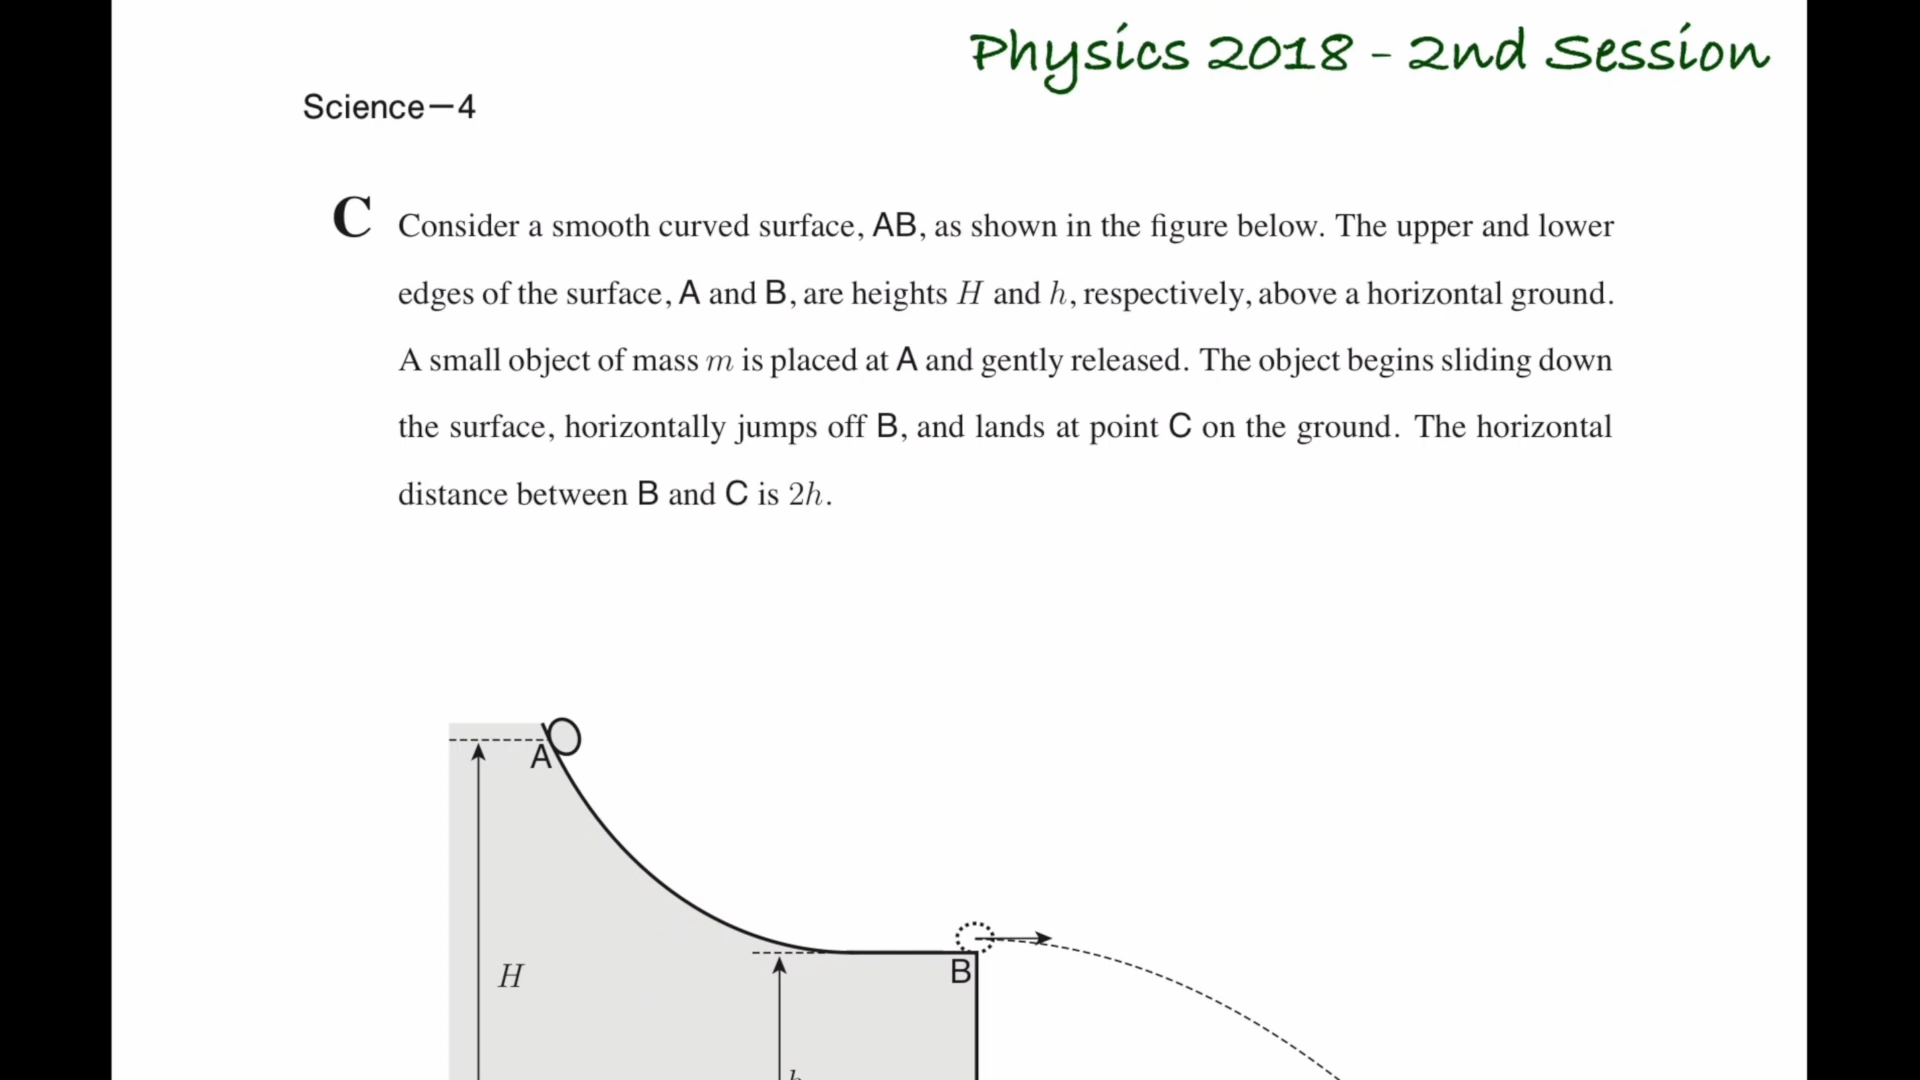 Physics 2018 - 2nd Session
Science－4
C Consider a smooth curved surface, AB, as shown in the figure below. The upper and lower
edges of the surface, A and B, are heights H and h, respectively, above a horizontal ground.
A small object of mass m is placed at A and gently released. The object begins sliding down
the surface, horizontally jumps off B, and lands at point C on the ground. The horizontal
distance between B and C is 2h.
A
B
H
h